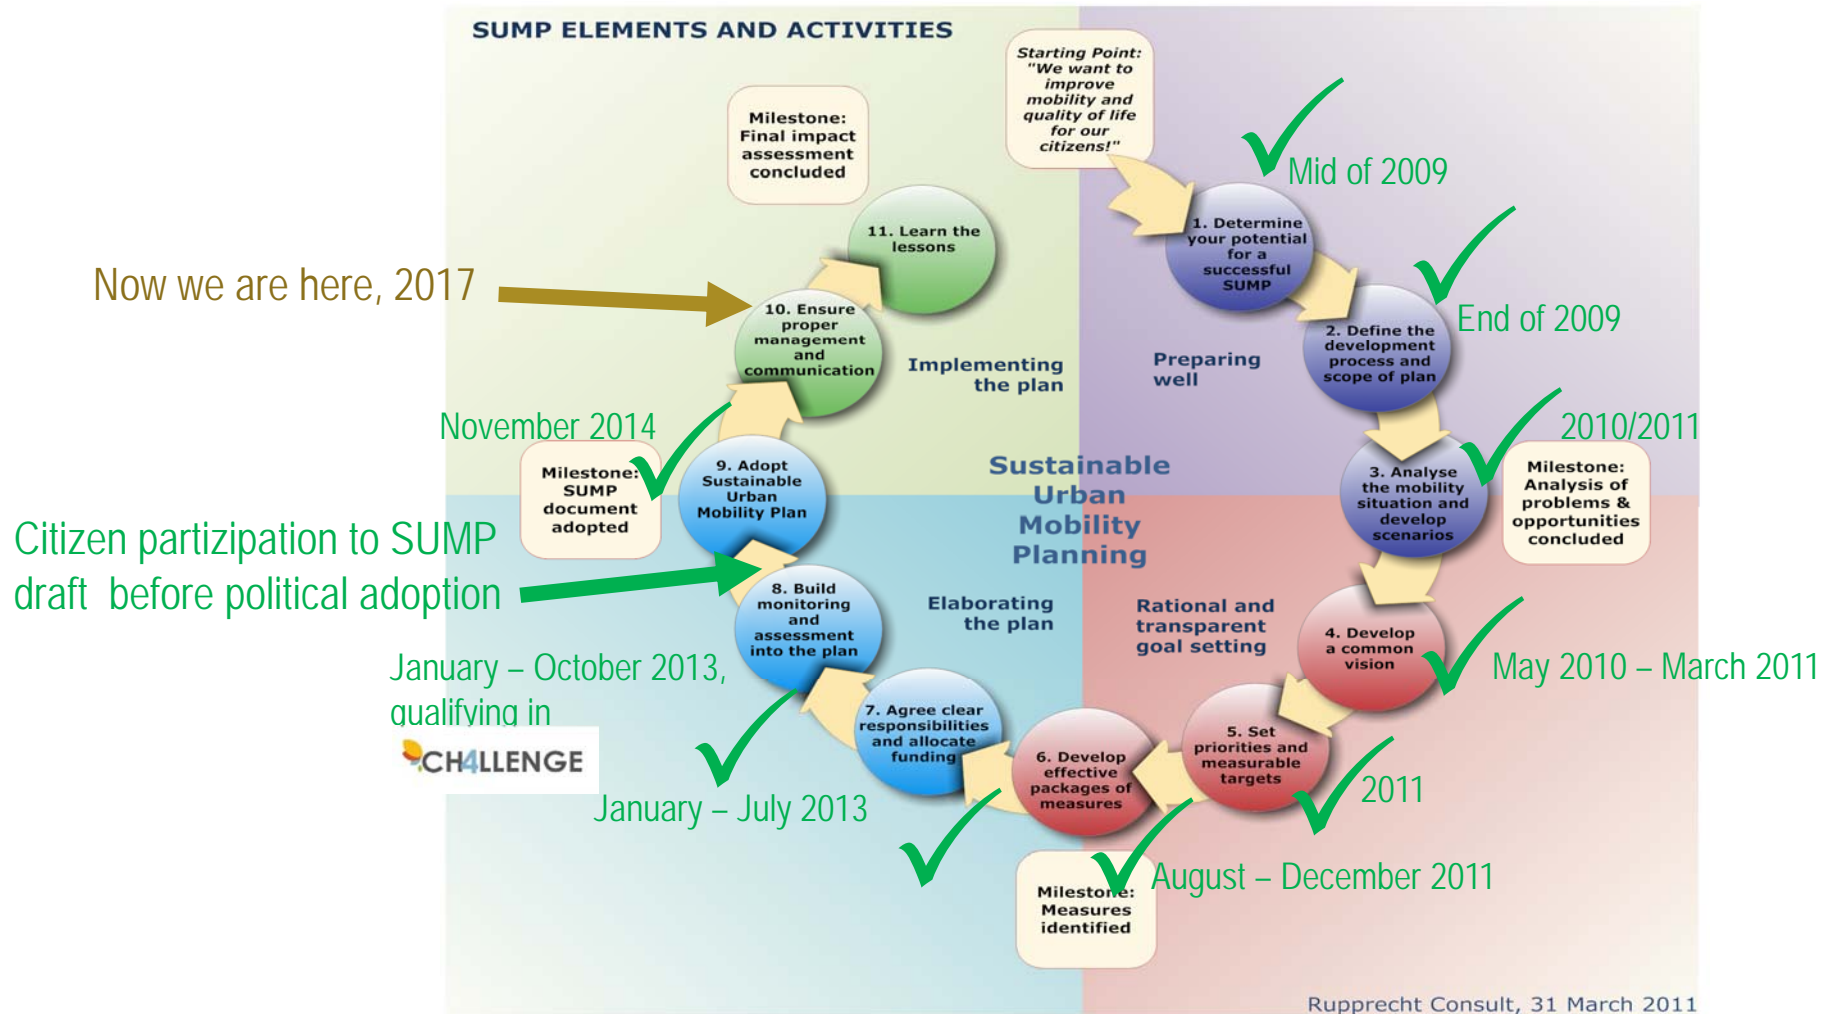 SUMP ELEMENTS AND ACTIVITIES
Starting Point:
"We want to
improve
mobility and
quality of life
for our
citizens!"
Mid of 2009
1. Determine
your potential
for a
successful
SUMP
End of 2009
2. Define the
development
process and
scope of plan
Preparing
well
2010/2011
3. Analyse
the mobility
situation and
develop
scenarios
Milestone:
Analysis of
problems &
opportunities
concluded
Sustainable
Urban
Mobility
Planning
Rational and
transparent
goal setting
4. Develop
a common
vision
May 2010 – March 2011
5. Set
priorities and
measurable
targets
2011
6. Develop
effective
packages of
measures
August – December 2011
Milestone:
Measures
identified
7. Agree clear
responsibilities
and allocate
funding
January – July 2013
Elaborating
the plan
8. Build
monitoring
and
assessment
into the plan
January – October 2013,
qualifying in
CH4LLENGE
Citizen partizipation to SUMP
draft before political adoption
9. Adopt
Sustainable
Urban
Mobility Plan
November 2014
Milestone:
SUMP
document
adopted
Implementing
the plan
10. Ensure
proper
management
and
communication
Now we are here, 2017
11. Learn the
lessons
Milestone:
Final impact
assessment
concluded
Rupprecht Consult, 31 March 2011